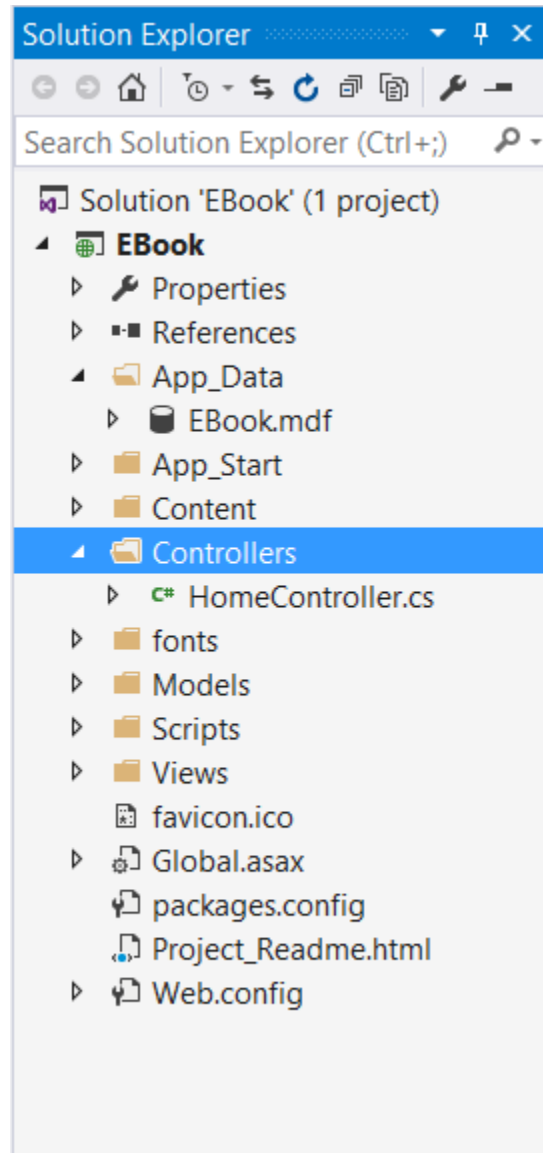 Solution Explorer
Search Solution Explorer (Ctrl+;)
Solution 'EBook' (1 project)
EBook
Properties
References
App_Data
EBook.mdf
App_Start
Content
Controllers
C# HomeController.cs
fonts
Models
Scripts
Views
favicon.ico
Global.asax
packages.config
Project_Readme.html
Web.config